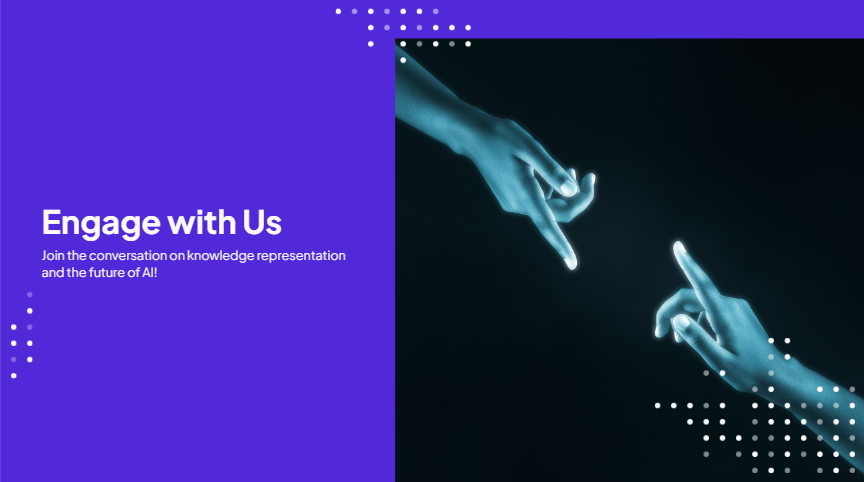 Engage with Us
Join the conversation on knowledge representation
and the future of AI!